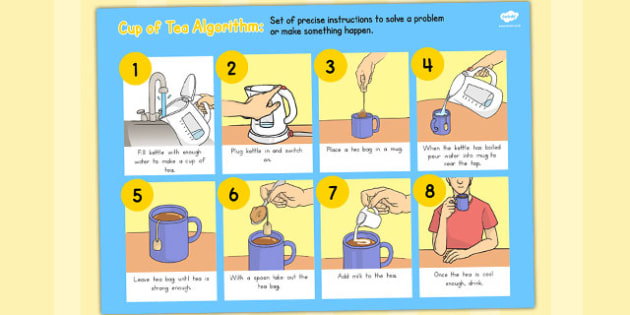 Cup of Tea Algorithm:
Set of precise instructions to solve a problem
or make something happen.
twinkl
1
Fill kettle with enough
water to make a cup of
tea.
2
Plug kettle in and switch
on.
3
Place a tea bag in a mug.
4
When the kettle has boiled
pour water into mug to
near the top.
5
Leave tea bag until tea is
strong enough.
6
With a spoon take out the
tea bag.
7
Add milk to the tea.
8
Once the tea is cool
enough, drink.